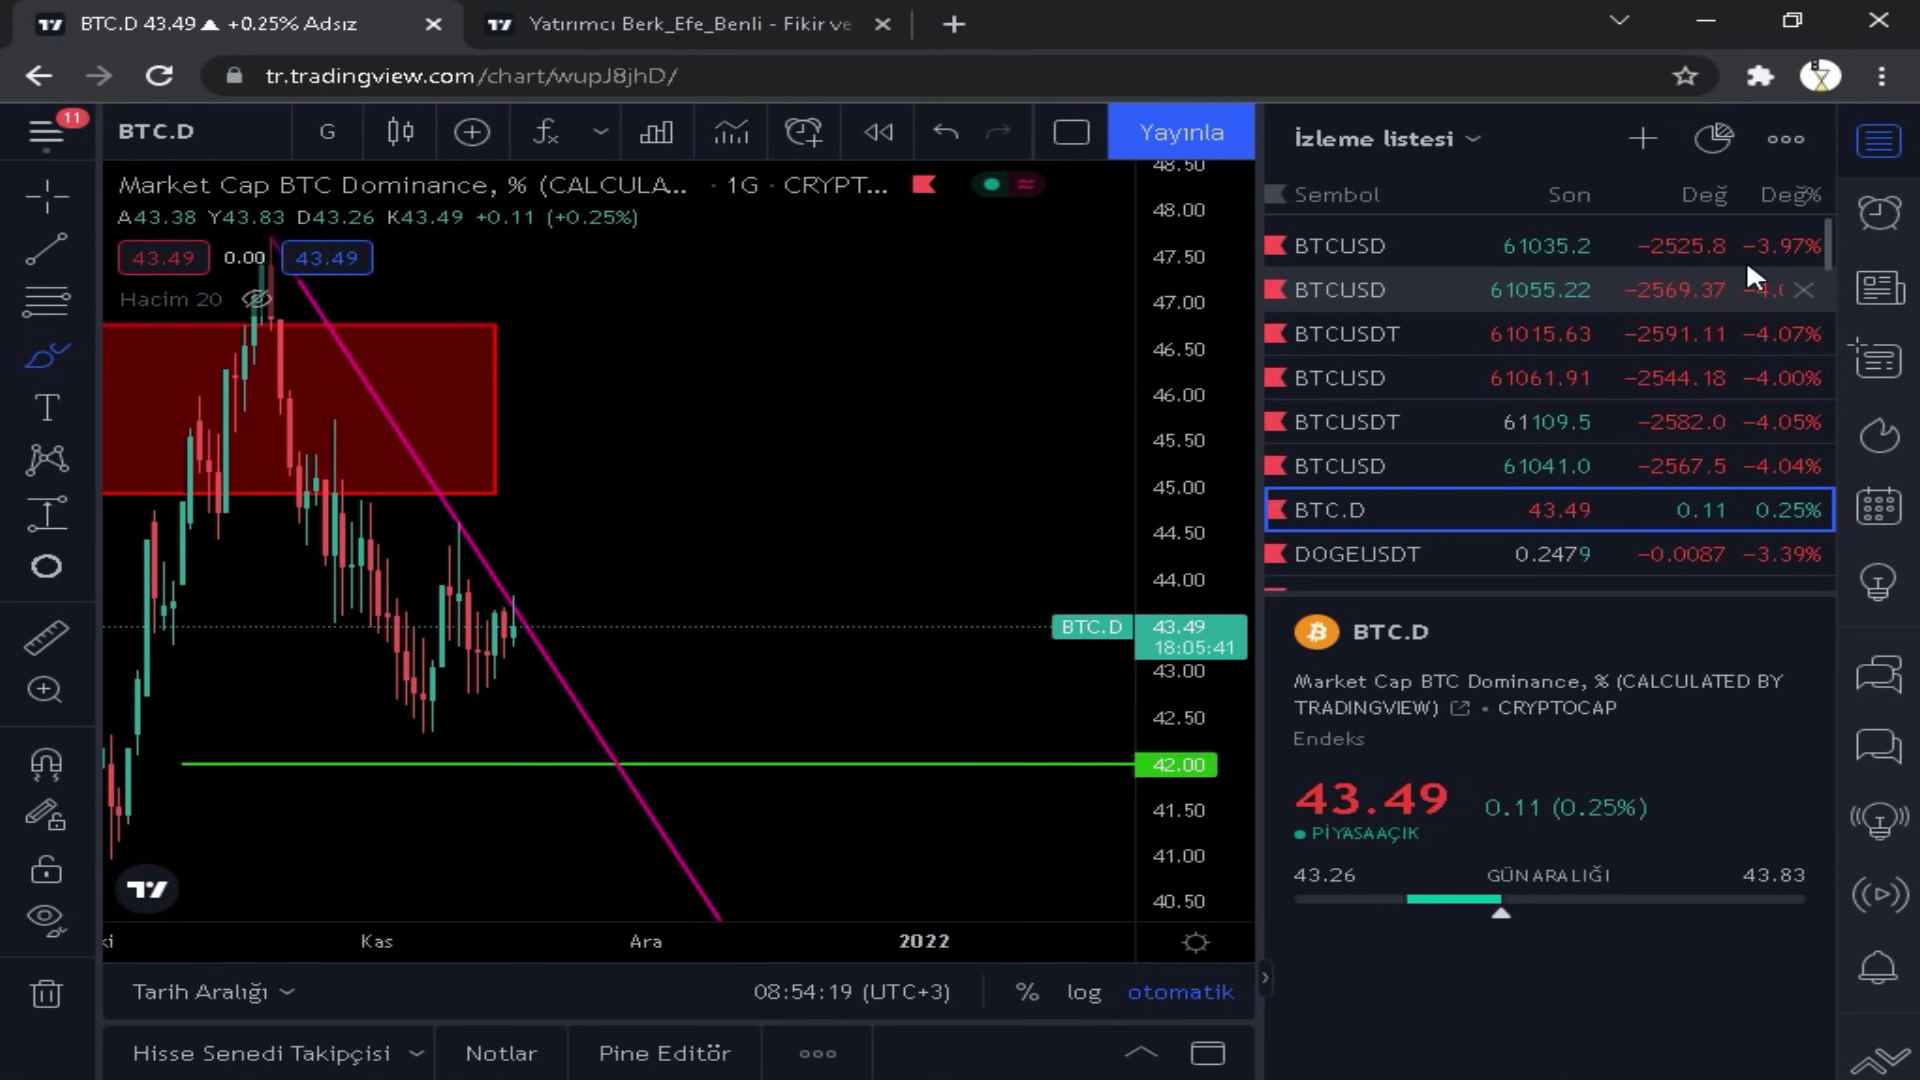 BTC.D 43.49 ▲ +0.25% Adsız
Yatırımcı Berk_Efe_Benli - Fikir ve
tr.tradingview.com/chart/wupJ8jhD/
11
BTC.D
G
Yayınla
Market Cap BTC Dominance, % (CALCULA... · 1G · CRYPT...
A43.38 Y43.83 D43.26 K43.49 +0.11 (+0.25%)
43.49 0.00 43.49
Hacim 20
48.50
48.00
47.50
47.00
46.50
46.00
45.50
45.00
44.50
44.00
BTC.D 43.49
18:05:41
43.00
42.50
42.00
41.50
41.00
40.50
Kas Ara 2022
Tarih Aralığı
08:54:19 (UTC+3)
% log otomatik
Hisse Senedi Takipçisi
Notlar
Pine Editör
İzleme listesi
Sembol Son Değ Değ%
BTCUSD 61035.2 −2525.8 −3.97%
BTCUSD 61055.22 −2569.37
BTCUSDT 61015.63 −2591.11 −4.07%
BTCUSD 61061.91 −2544.18 −4.00%
BTCUSDT 61109.5 −2582.0 −4.05%
BTCUSD 61041.0 −2567.5 −4.04%
BTC.D 43.49 0.11 0.25%
DOGEUSDT 0.2479 −0.0087 −3.39%
BTC.D
Market Cap BTC Dominance, % (CALCULATED BY
TRADINGVIEW) • CRYPTOCAP
Endeks
43.49 0.11 (0.25%)
PİYASA AÇIK
43.26 GÜN ARALIĞI 43.83